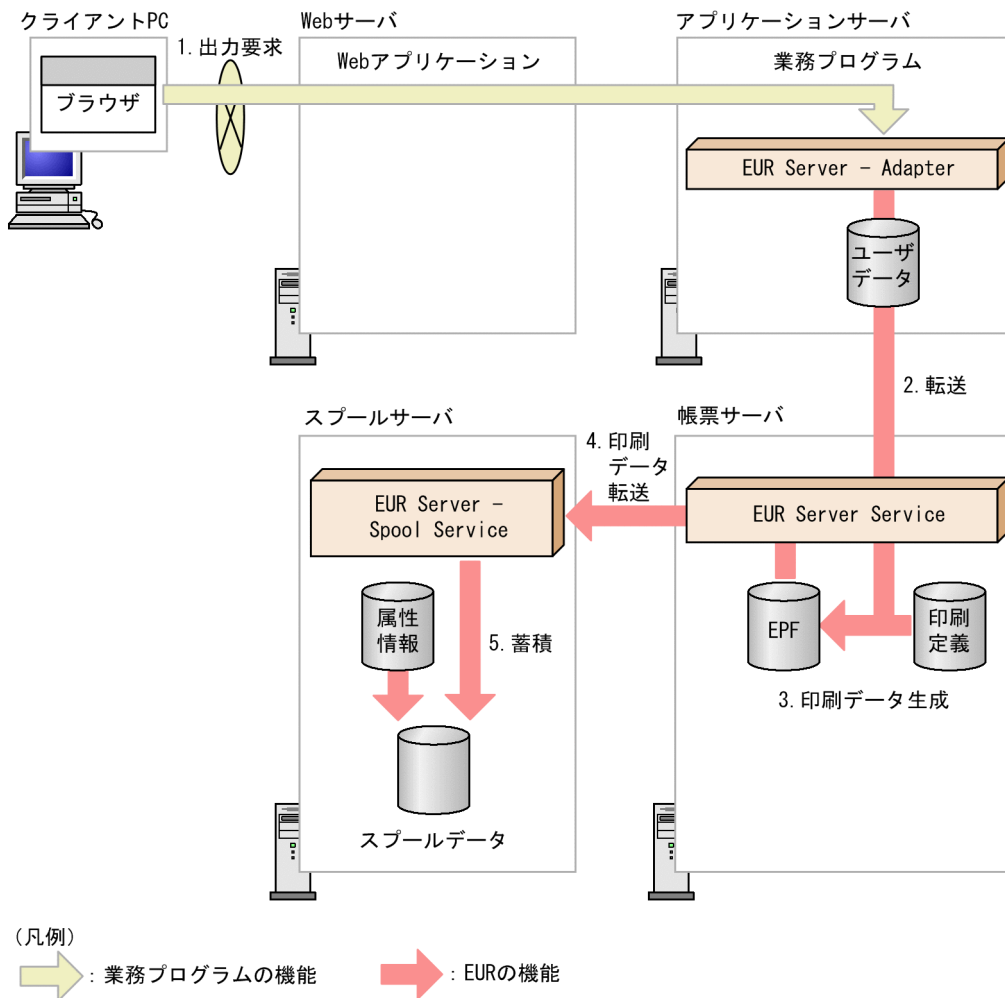 クライアントPC
Webサーバ
アプリケーションサーバ
1.出力要求
Webアプリケーション
業務プログラム
ブラウザ
EUR Server − Adapter
ユーザ
データ
2.転送
スプールサーバ
帳票サーバ
4.印刷
データ
転送
EUR Server −
Spool Service
EUR Server Service
属性
情報
5.蓄積
EPF
印刷
定義
3.印刷データ生成
スプールデータ
(凡例)
:業務プログラムの機能
:EURの機能